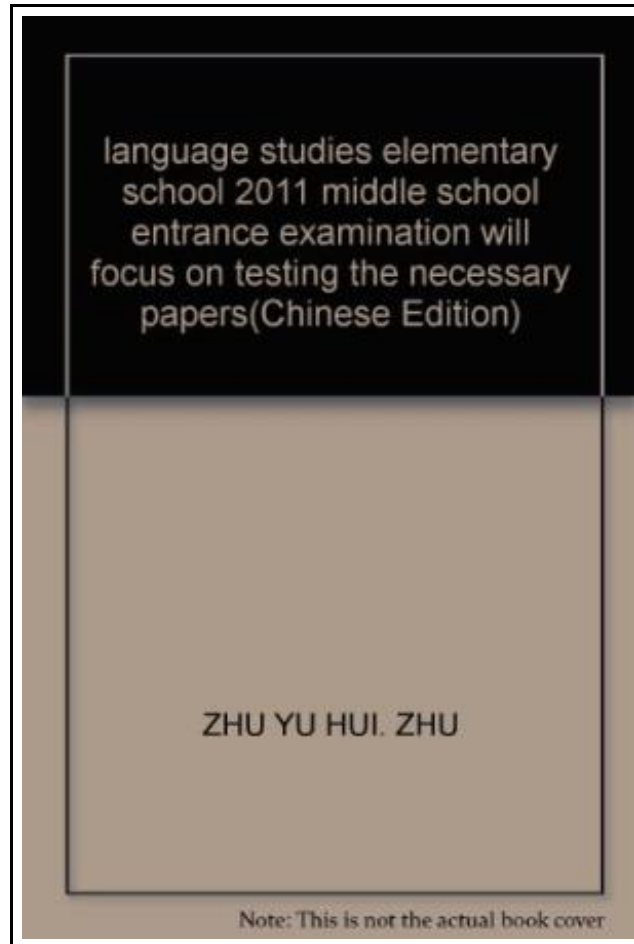 language studies elementary
school 2011 middle school
entrance examination will
focus on testing the necessary
papers(Chinese Edition)
ZHU YU HUI. ZHU
Note: This is not the actual book cover